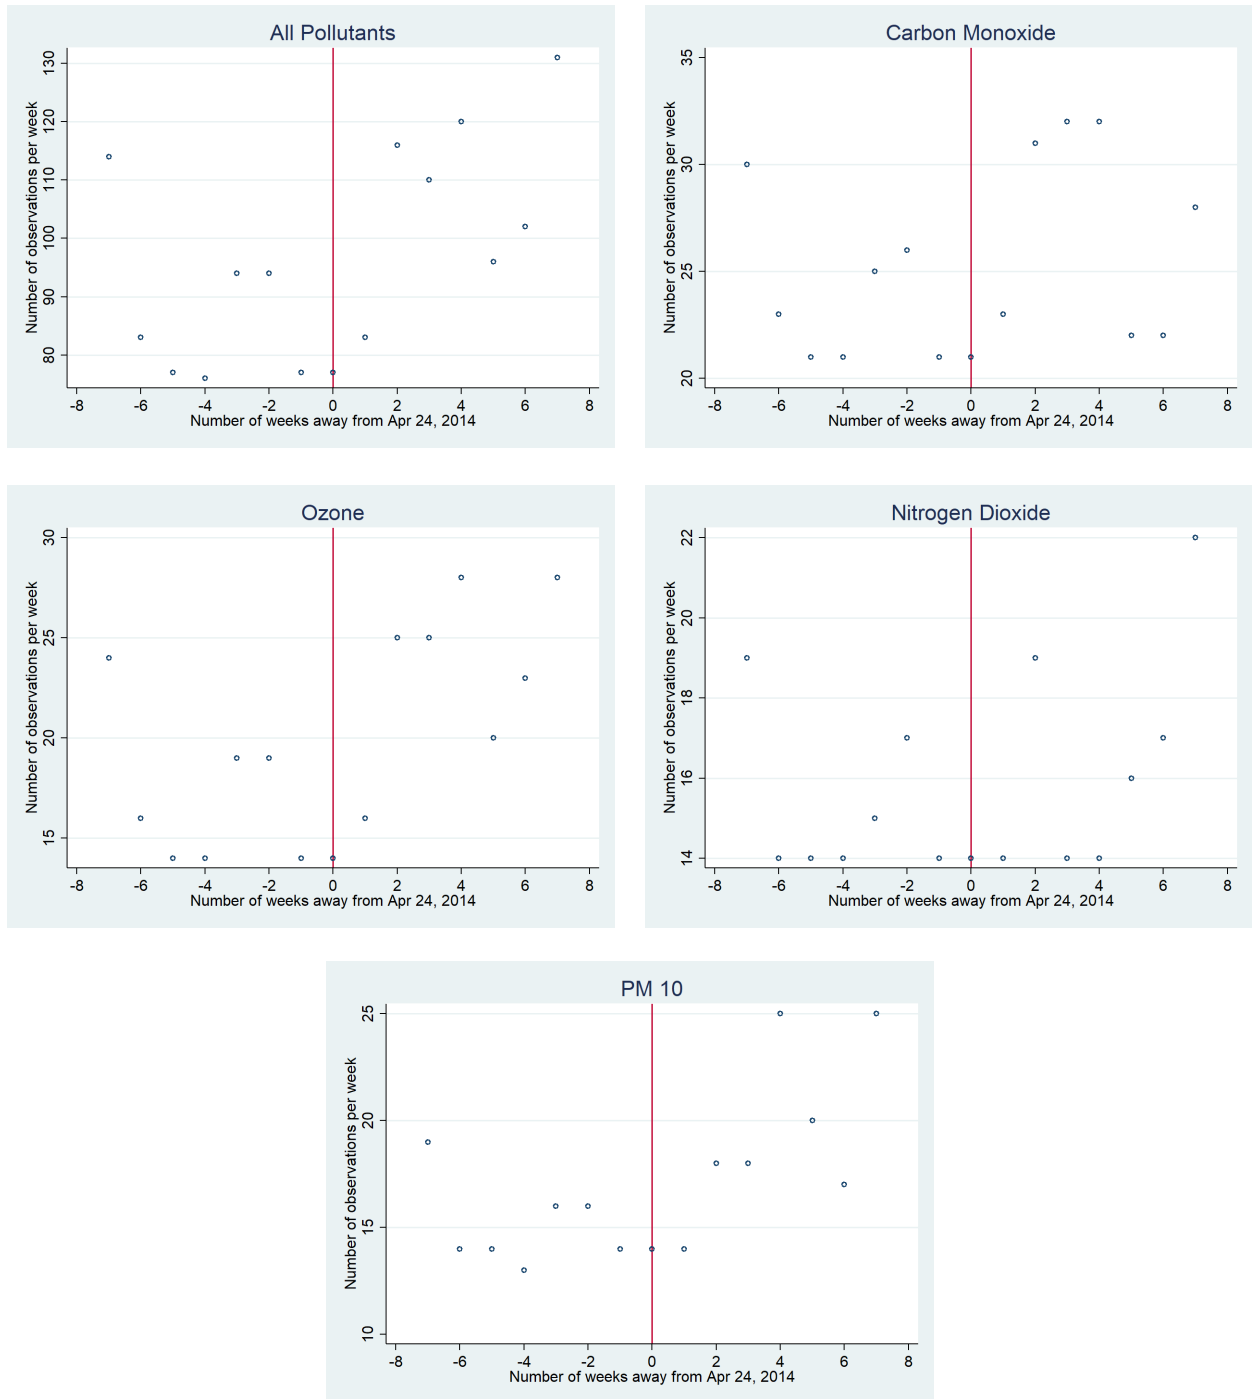 All Pollutants
Number of observations per week
130
120
110
100
90
80
-8 -6 -4 -2 0 2 4 6 8
Number of weeks away from Apr 24, 2014
Carbon Monoxide
Number of observations per week
35
30
25
20
-8 -6 -4 -2 0 2 4 6 8
Number of weeks away from Apr 24, 2014
Ozone
Number of observations per week
30
25
20
15
-8 -6 -4 -2 0 2 4 6 8
Number of weeks away from Apr 24, 2014
Nitrogen Dioxide
Number of observations per week
22
20
18
16
14
-8 -6 -4 -2 0 2 4 6 8
Number of weeks away from Apr 24, 2014
PM 10
Number of observations per week
25
20
15
10
-8 -6 -4 -2 0 2 4 6 8
Number of weeks away from Apr 24, 2014